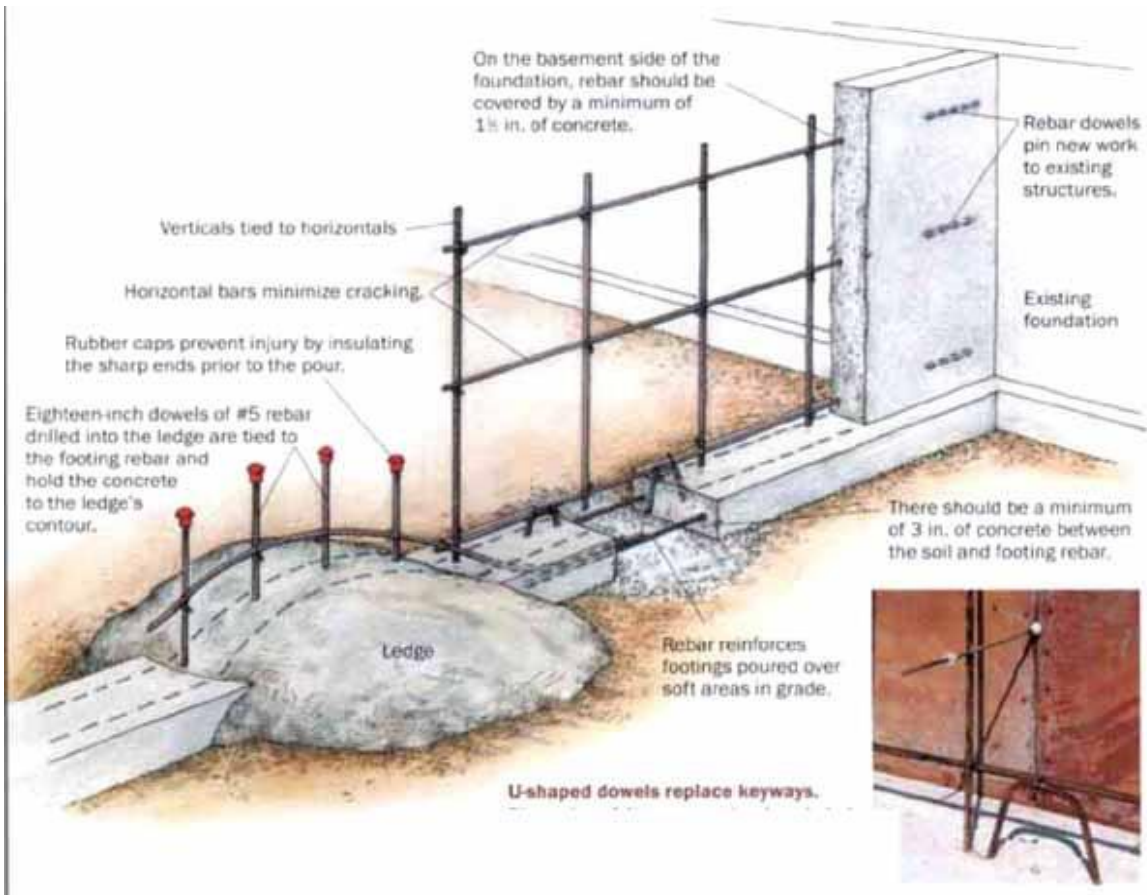 On the basement side of the
foundation, rebar should be
covered by a minimum of
1½ in. of concrete.
Rebar dowels
pin new work
to existing
structures.
Verticals tied to horizontals
Horizontal bars minimize cracking.
Existing
foundation
Rubber caps prevent injury by insulating
the sharp ends prior to the pour.
Eighteen-inch dowels of #5 rebar
drilled into the ledge are tied to
the footing rebar and
hold the concrete
to the ledge's
contour.
There should be a minimum
of 3 in. of concrete between
the soil and footing rebar.
Ledge
Rebar reinforces
footings poured over
soft areas in grade.
U-shaped dowels replace keyways.